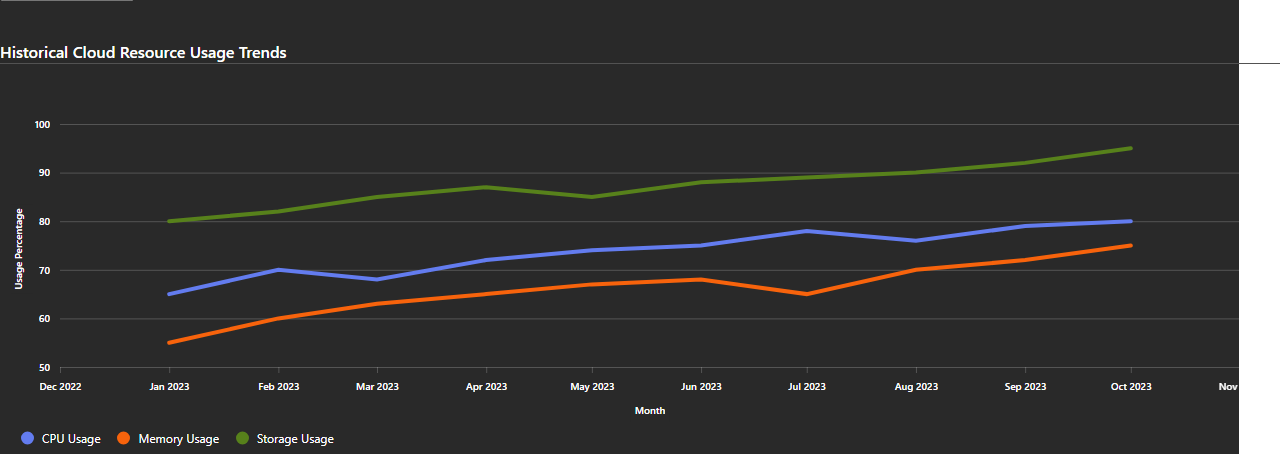 Historical Cloud Resource Usage Trends
100
90
80
70
60
50
Usage Percentage
Dec 2022 Jan 2023 Feb 2023 Mar 2023 Apr 2023 May 2023 Jun 2023 Jul 2023 Aug 2023 Sep 2023 Oct 2023 Nov
Month
CPU Usage Memory Usage Storage Usage